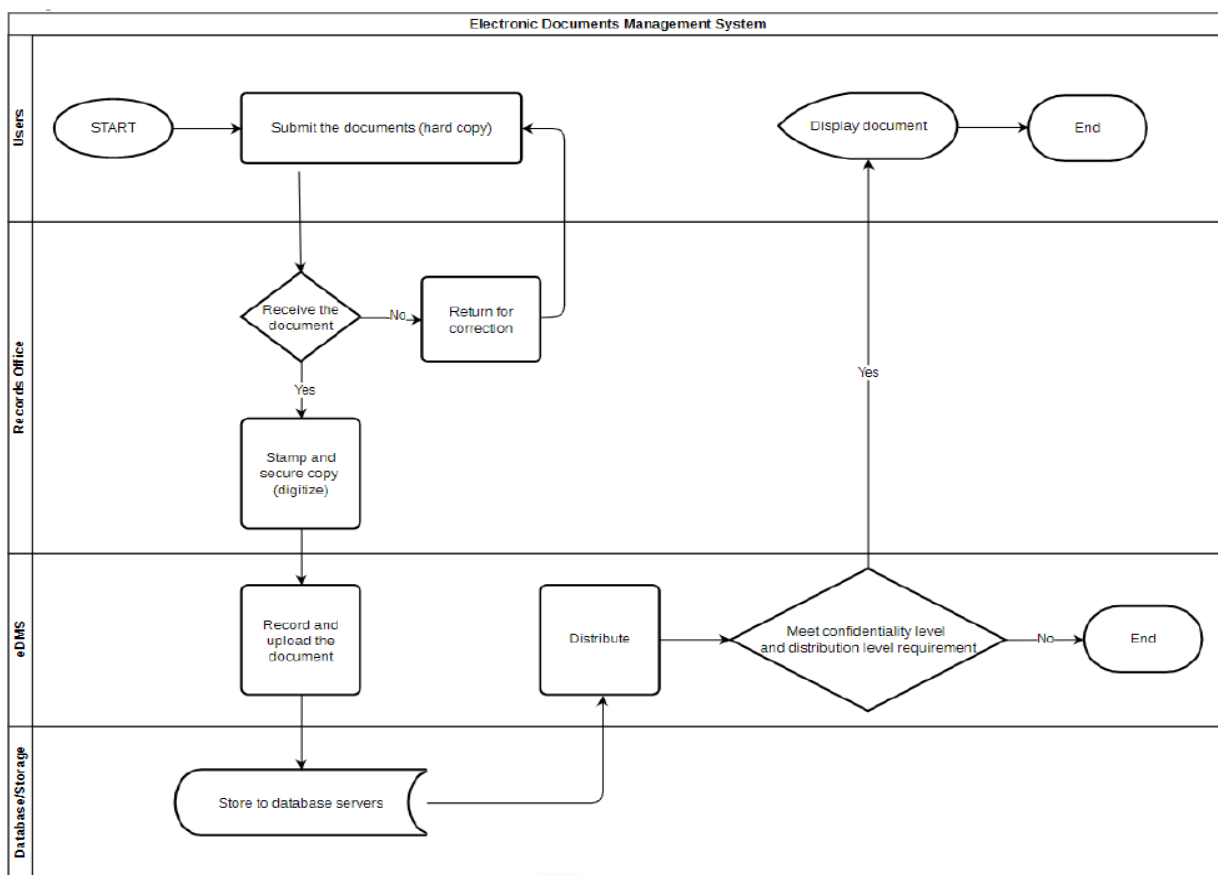 Electronic Documents Management System
Users
START
Submit the documents (hard copy)
Display document
End
Records Office
Receive the
document
No
Return for
correction
Yes
Yes
Stamp and
secure copy
(digitize)
eDMS
Record and
upload the
document
Distribute
Meet confidentiality level
and distribution level requirement
No
End
Database/Storage
Store to database servers